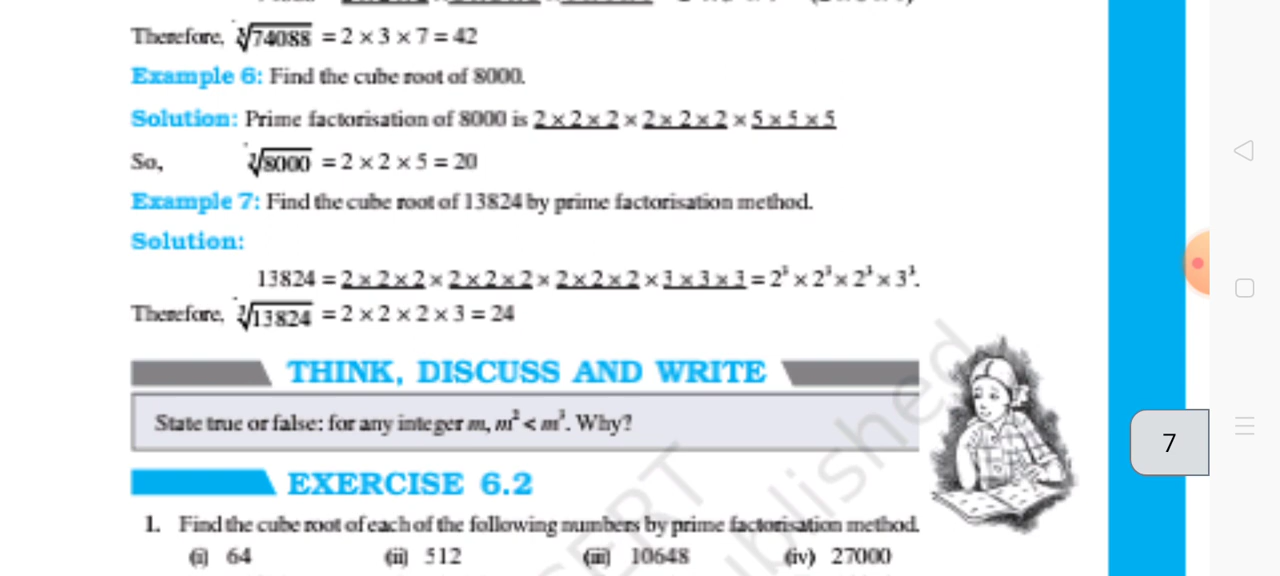 Therefore, ∛74088 = 2 × 3 × 7 = 42
Example 6: Find the cube root of 8000.
Solution: Prime factorisation of 8000 is 2 × 2 × 2 × 2 × 2 × 2 × 5 × 5 × 5
So, ∛8000 = 2 × 2 × 5 = 20
Example 7: Find the cube root of 13824 by prime factorisation method.
Solution:
13824 = 2 × 2 × 2 × 2 × 2 × 2 × 2 × 2 × 2 × 3 × 3 × 3 = 2³ × 2³ × 2³ × 3³.
Therefore, ∛13824 = 2 × 2 × 2 × 3 = 24
THINK, DISCUSS AND WRITE
State true or false: for any integer m, m² < m³. Why?
7
EXERCISE 6.2
1. Find the cube root of each of the following numbers by prime factorisation method.
(i) 64 (ii) 512 (iii) 10648 (iv) 27000